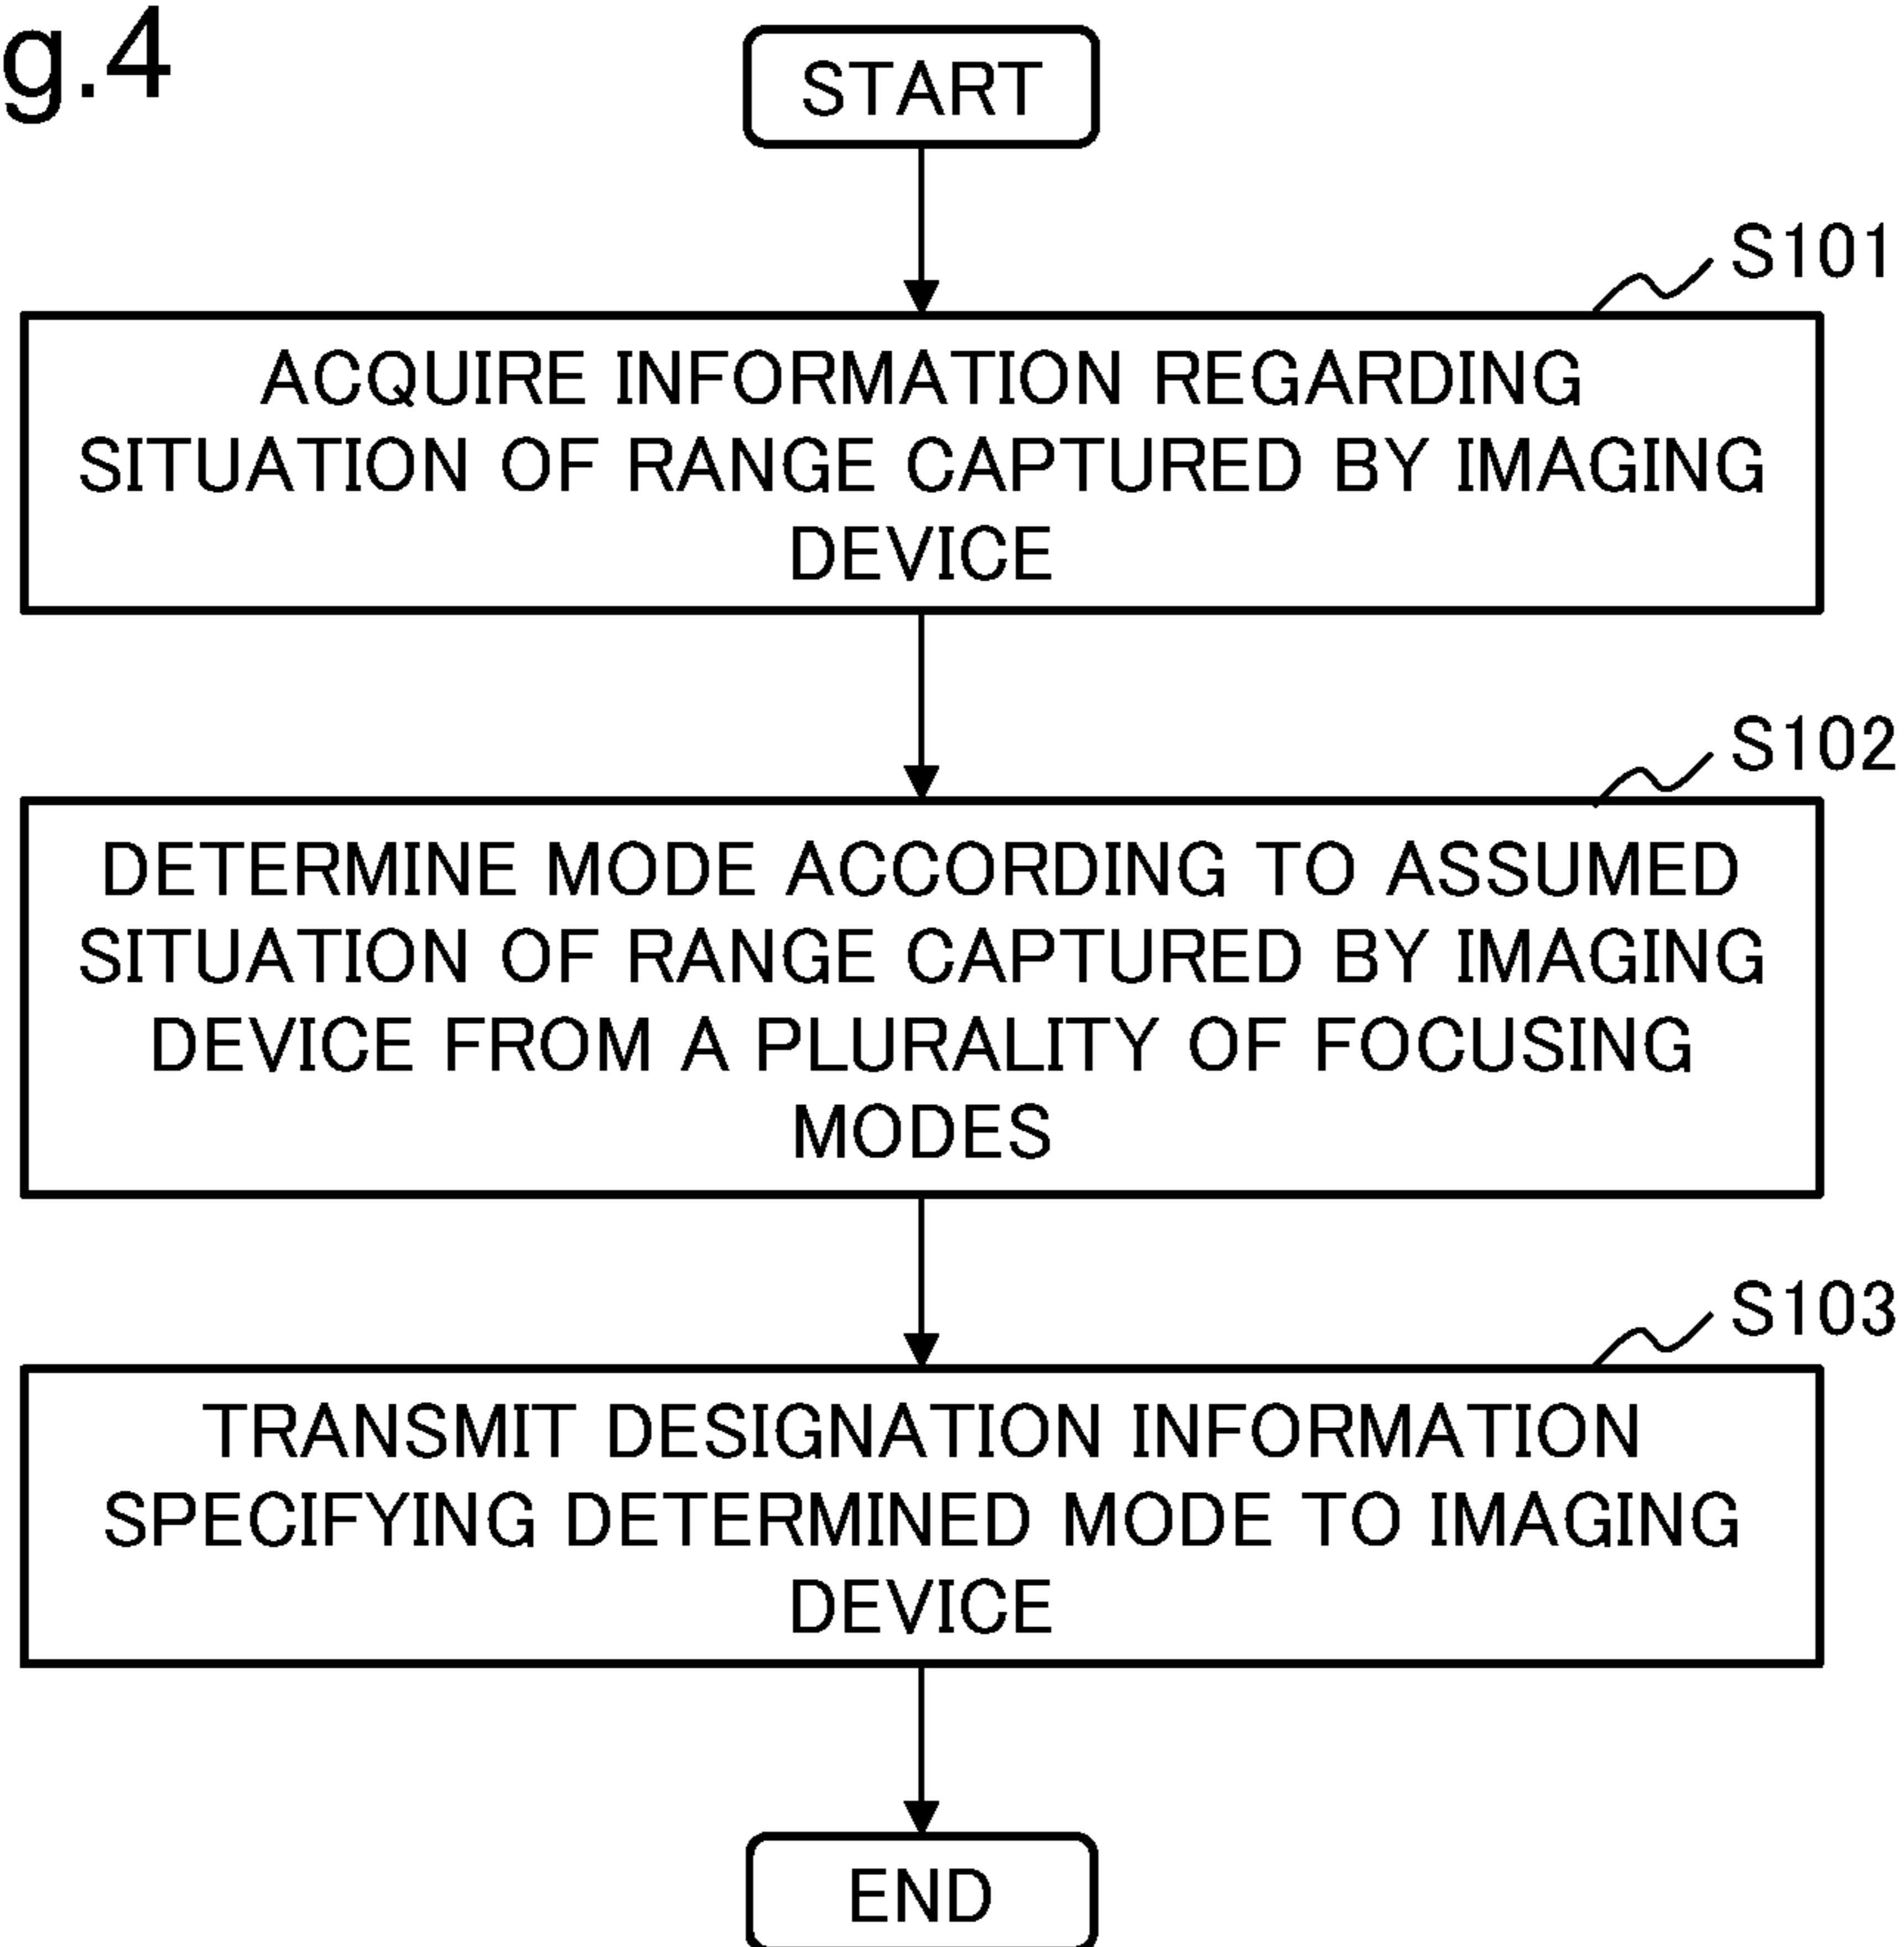 g.4
START
S101
ACQUIRE INFORMATION REGARDING
SITUATION OF RANGE CAPTURED BY IMAGING
DEVICE
S102
DETERMINE MODE ACCORDING TO ASSUMED
SITUATION OF RANGE CAPTURED BY IMAGING
DEVICE FROM A PLURALITY OF FOCUSING
MODES
S103
TRANSMIT DESIGNATION INFORMATION
SPECIFYING DETERMINED MODE TO IMAGING
DEVICE
END